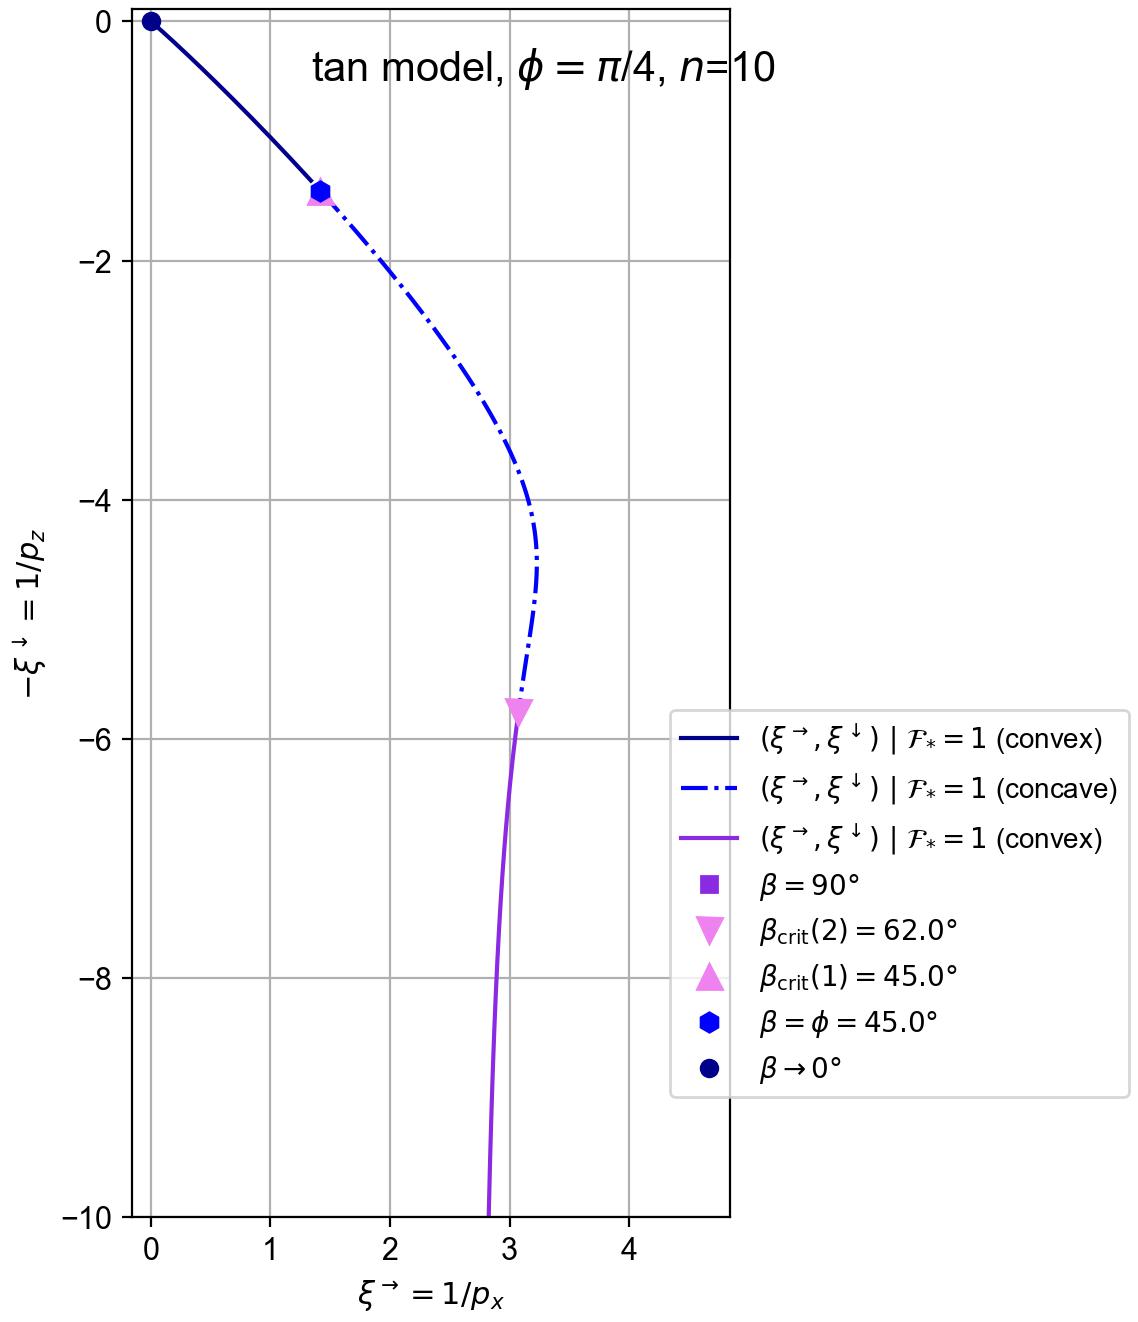 tan model, ϕ = π/4, n=10
0
−2
−4
−6
−8
−10
−ξ↓ = 1/p_z
0 1 2 3 4
ξ→ = 1/p_x
(ξ→, ξ↓) | ℱ* = 1 (convex)
(ξ→, ξ↓) | ℱ* = 1 (concave)
(ξ→, ξ↓) | ℱ* = 1 (convex)
β = 90°
β_crit(2) = 62.0°
β_crit(1) = 45.0°
β = ϕ = 45.0°
β → 0°